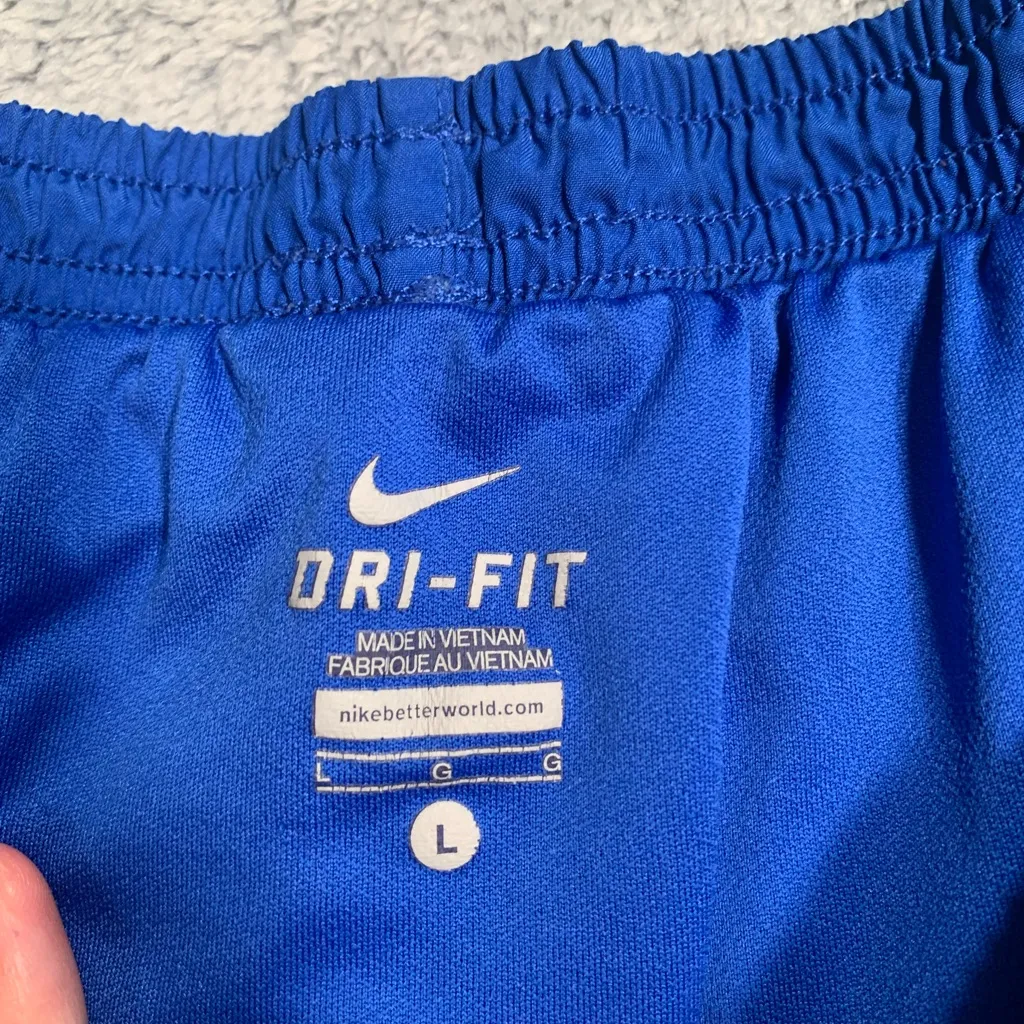 DRI-FIT
MADE IN VIETNAM
FABRIQUE AU VIETNAM
nikebetterworld.com
L G G
L